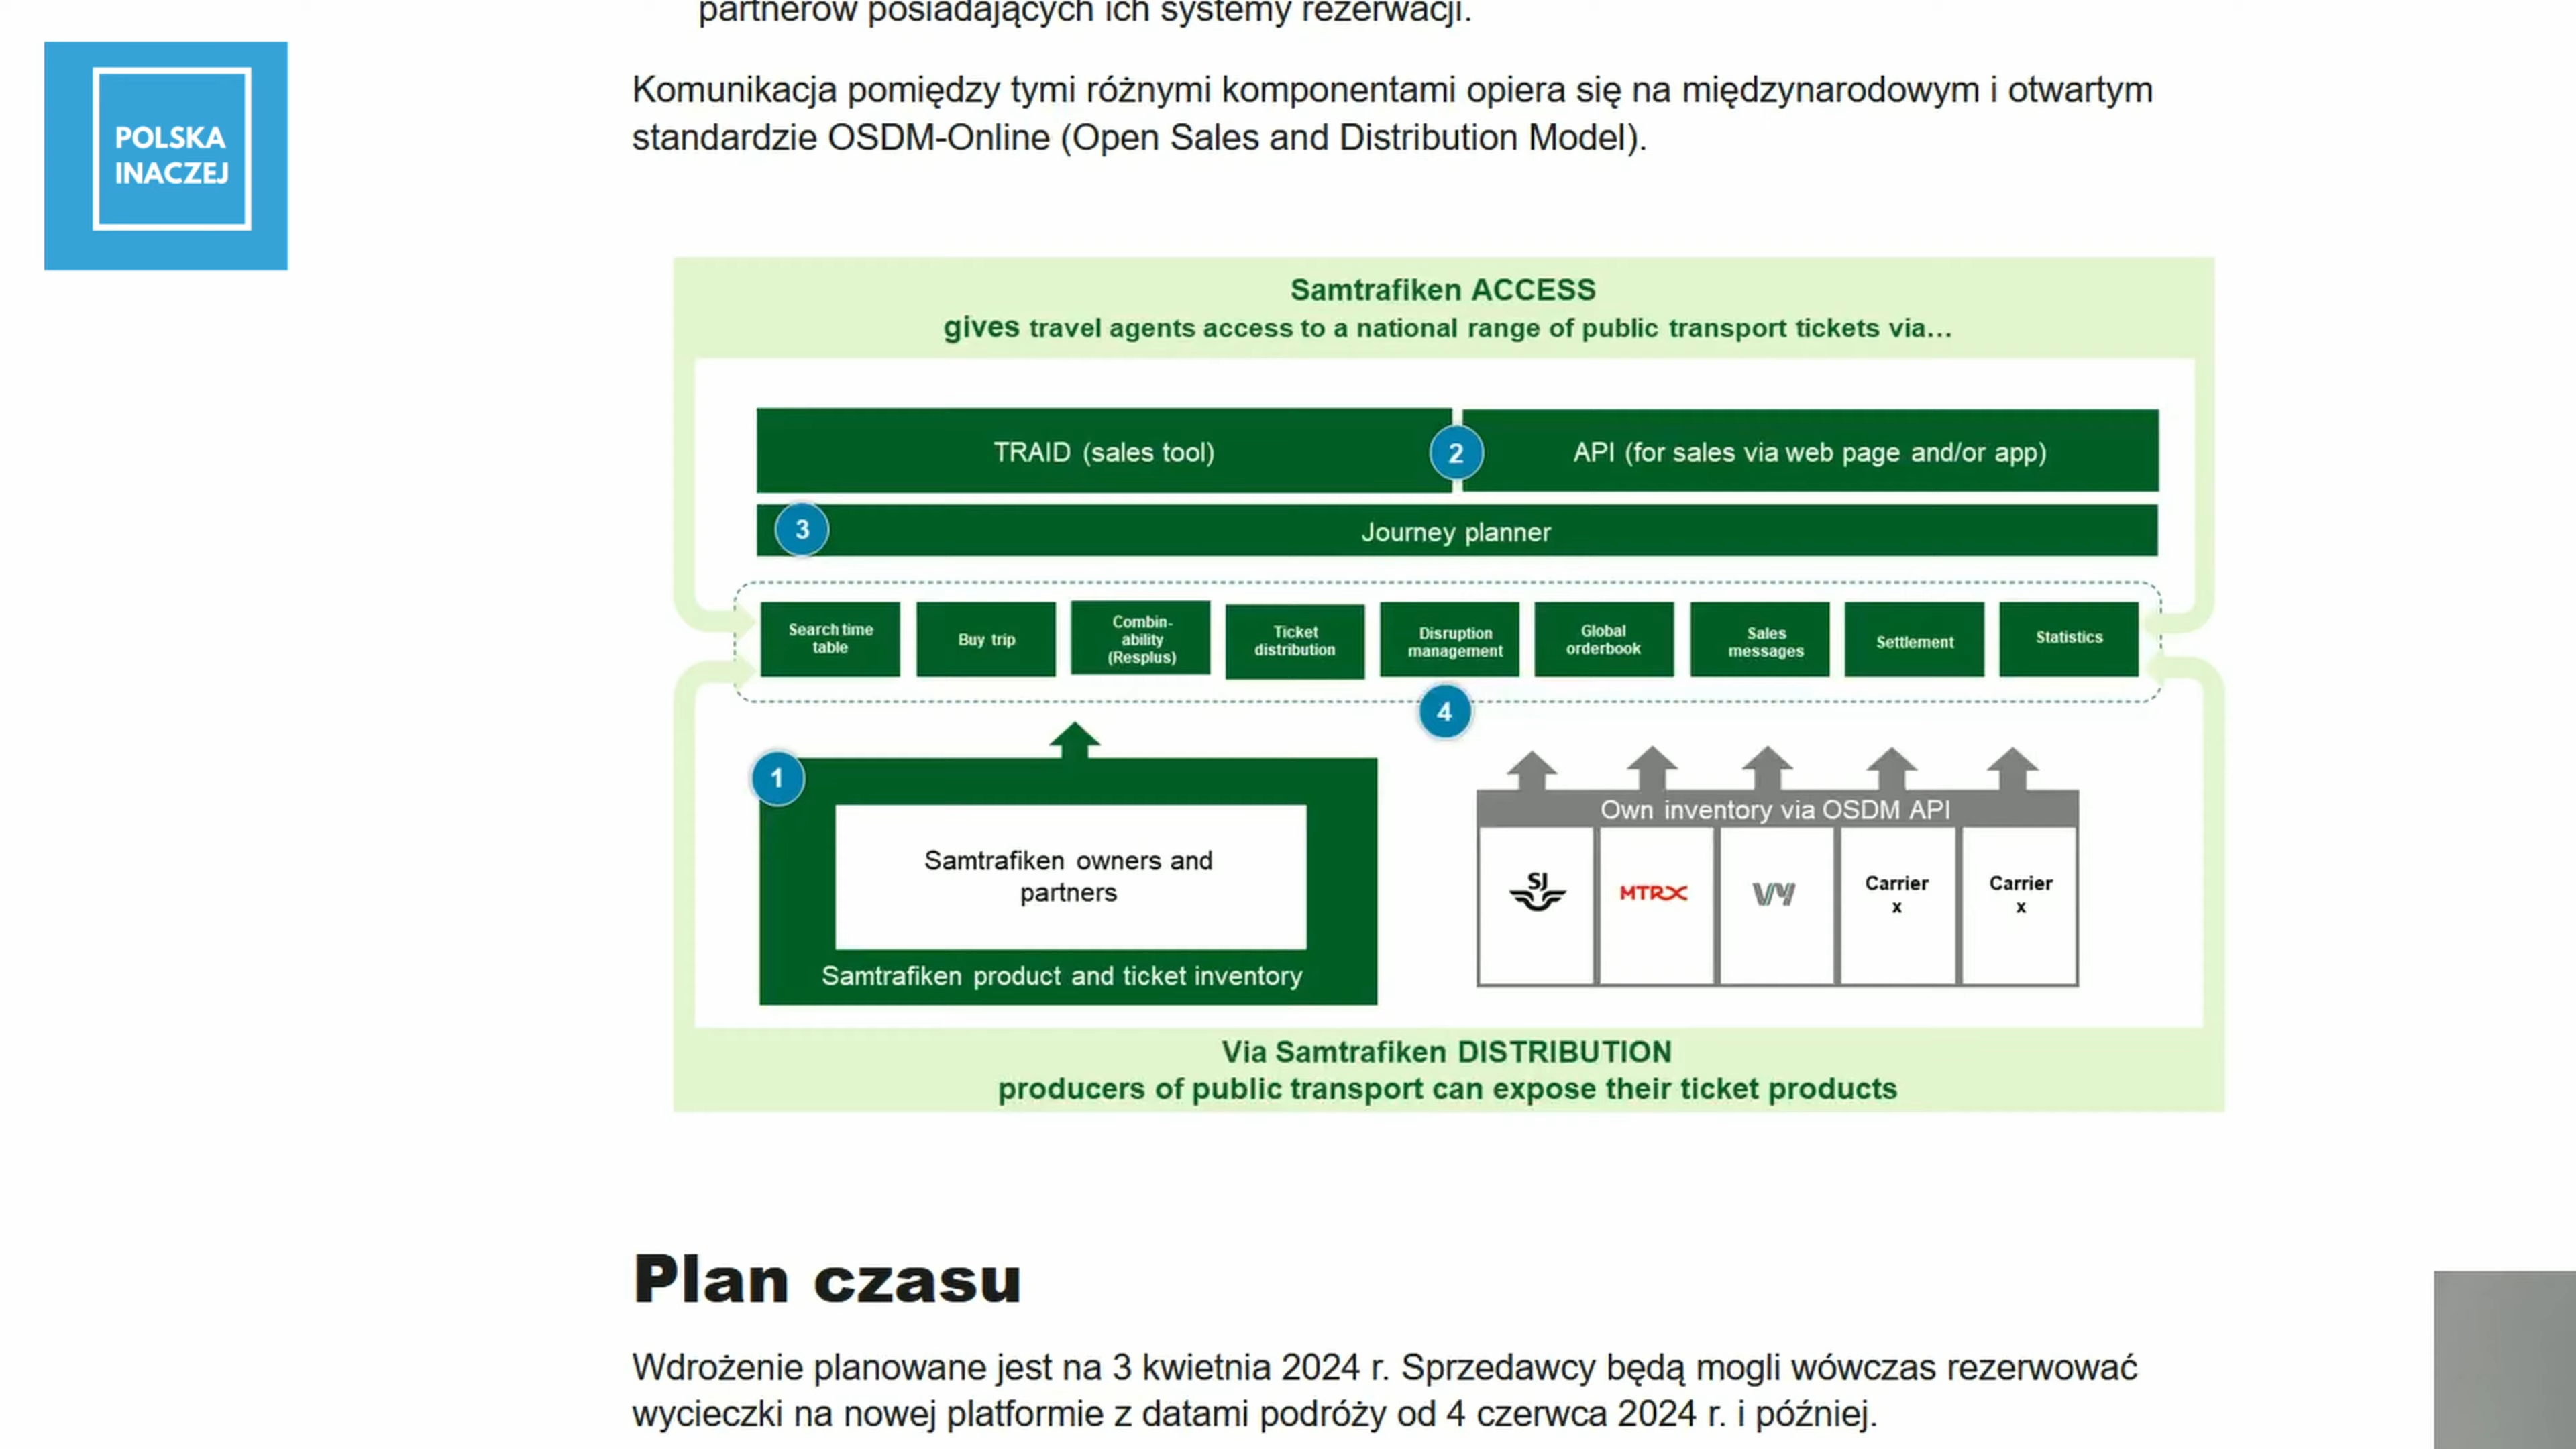 partnerów posiadających ich systemy rezerwacji.
POLSKA
INACZEJ
Komunikacja pomiędzy tymi różnymi komponentami opiera się na międzynarodowym i otwartym
standardzie OSDM-Online (Open Sales and Distribution Model).
Samtrafiken ACCESS
gives travel agents access to a national range of public transport tickets via...
TRAID (sales tool)
2
API (for sales via web page and/or app)
3
Journey planner
Search time
table
Buy trip
Combin-
ability
(Resplus)
Ticket
distribution
Disruption
management
Global
orderbook
Sales
messages
Settlement
Statistics
4
1
Samtrafiken owners and
partners
Samtrafiken product and ticket inventory
Own inventory via OSDM API
SJ
MTRX
VY
Carrier
x
Carrier
x
Via Samtrafiken DISTRIBUTION
producers of public transport can expose their ticket products
Plan czasu
Wdrożenie planowane jest na 3 kwietnia 2024 r. Sprzedawcy będą mogli wówczas rezerwować
wycieczki na nowej platformie z datami podróży od 4 czerwca 2024 r. i później.